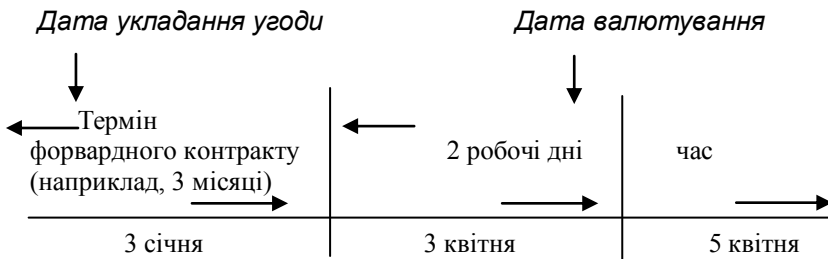 Дата укладання угоди
Дата валютування
Термін
форвардного контракту
(наприклад, 3 місяці)
2 робочі дні
час
3 січня
3 квітня
5 квітня